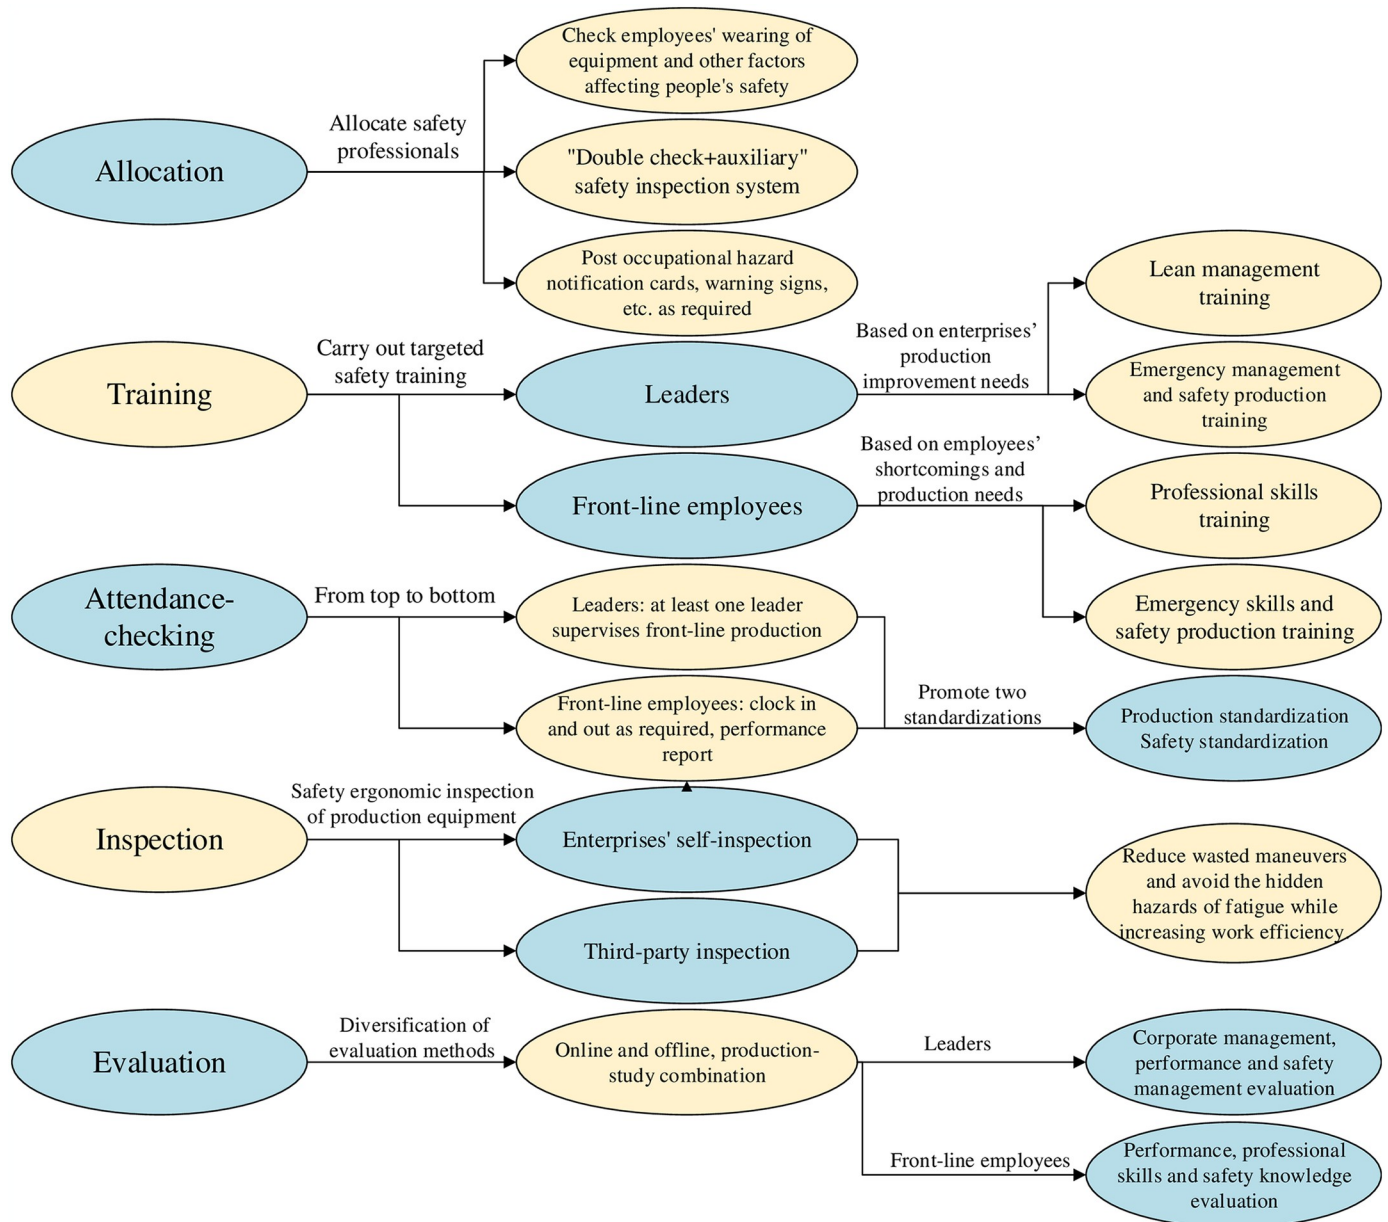 Check employees' wearing of
equipment and other factors
affecting people's safety
Allocate safety
professionals
Allocation
"Double check+auxiliary"
safety inspection system
Post occupational hazard
notification cards, warning signs,
etc. as required
Lean management
training
Based on enterprises’
production
improvement needs
Carry out targeted
safety training
Training
Leaders
Emergency management
and safety production
training
Based on employees’
shortcomings and
production needs
Front-line employees
Professional skills
training
Attendance-
checking
From top to bottom
Leaders: at least one leader
supervises front-line production
Emergency skills and
safety production training
Front-line employees: clock in
and out as required, performance
report
Promote two
standardizations
Production standardization
Safety standardization
Safety ergonomic inspection
of production equipment
Inspection
Enterprises' self-inspection
Third-party inspection
Reduce wasted maneuvers
and avoid the hidden
hazards of fatigue while
increasing work efficiency
Diversification of
evaluation methods
Evaluation
Online and offline, production-
study combination
Leaders
Corporate management,
performance and safety
management evaluation
Front-line employees
Performance, professional
skills and safety knowledge
evaluation